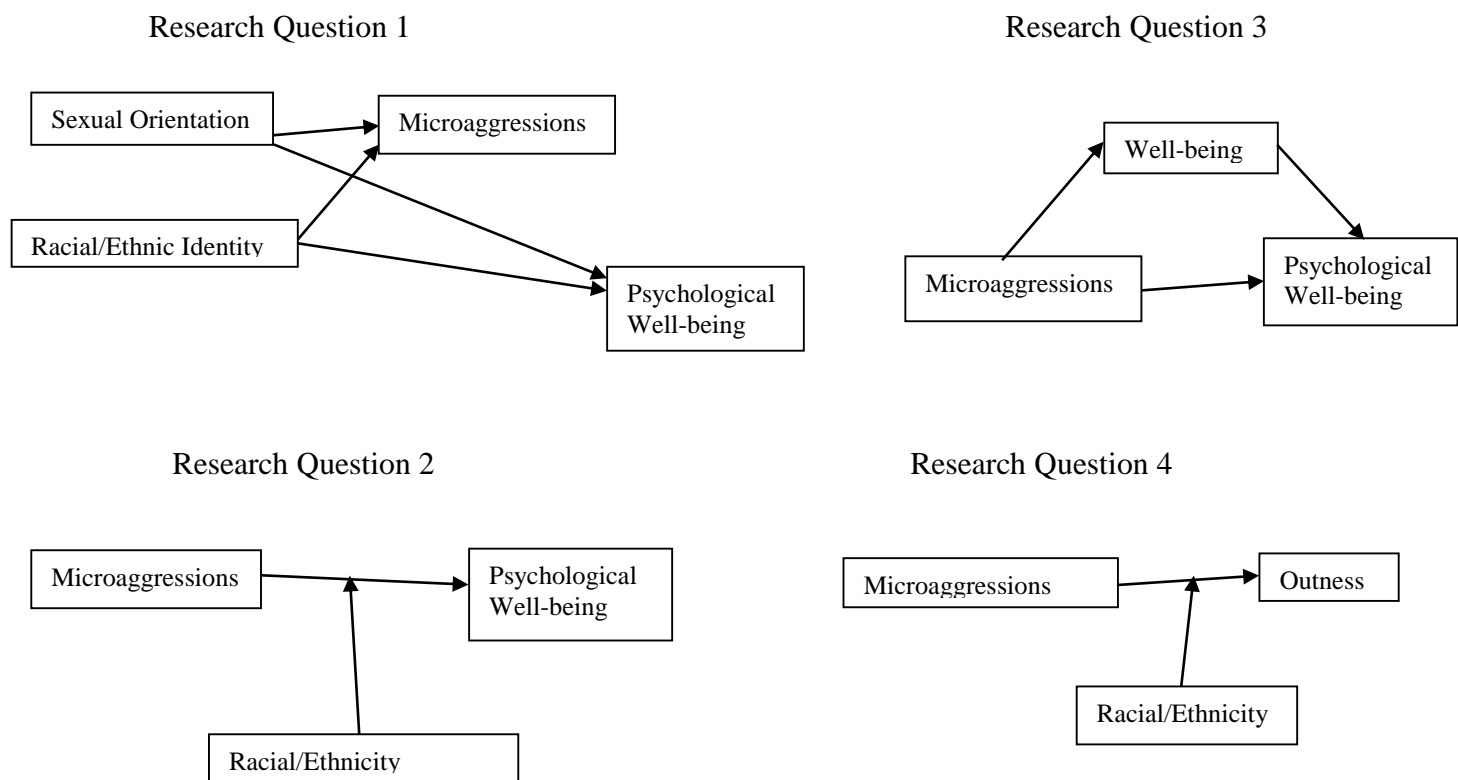 Research Question 1
Sexual Orientation
Microaggressions
Racial/Ethnic Identity
Psychological
Well-being
Research Question 3
Well-being
Microaggressions
Psychological
Well-being
Research Question 2
Microaggressions
Psychological
Well-being
Racial/Ethnicity
Research Question 4
Microaggressions
Outness
Racial/Ethnicity